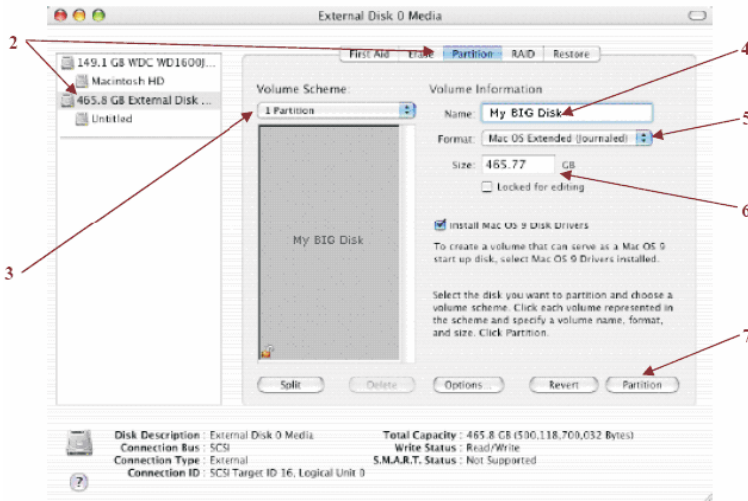 External Disk 0 Media
2
149.1 GB WDC WD1600J...
Macintosh HD
465.8 GB External Disk ...
Untitled
First Aid Erase Partition RAID Restore
Volume Scheme:
1 Partition
My BIG Disk
3
Volume Information
Name: My BIG Disk
4
Format: Mac OS Extended (Journaled)
5
Size: 465.77 GB
Locked for editing
6
Install Mac OS 9 Disk Drivers
To create a volume that can serve as a Mac OS 9
start up disk, select Mac OS 9 Drivers installed.
Select the disk you want to partition and choose a
volume scheme. Click each volume represented in
the scheme and specify a volume name, format,
and size. Click Partition.
7
Split Delete Options... Revert Partition
Disk Description : External Disk 0 Media
Connection Bus : SCSI
Connection Type : External
Connection ID : SCSI Target ID 16, Logical Unit 0
Total Capacity : 465.8 GB (500,118,700,032 Bytes)
Write Status : Read/Write
S.M.A.R.T. Status : Not Supported
?